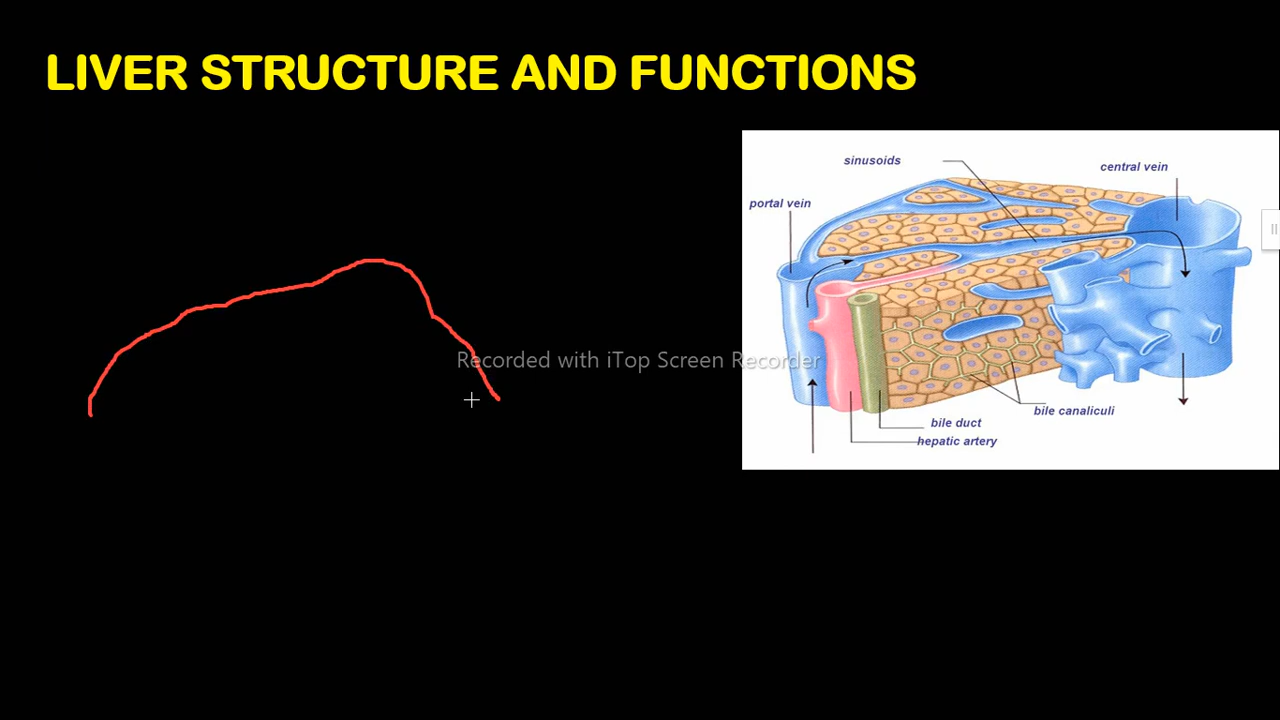 LIVER STRUCTURE AND FUNCTIONS
sinusoids
central vein
portal vein
Recorded with iTop Screen Recorder
bile canaliculi
bile duct
hepatic artery